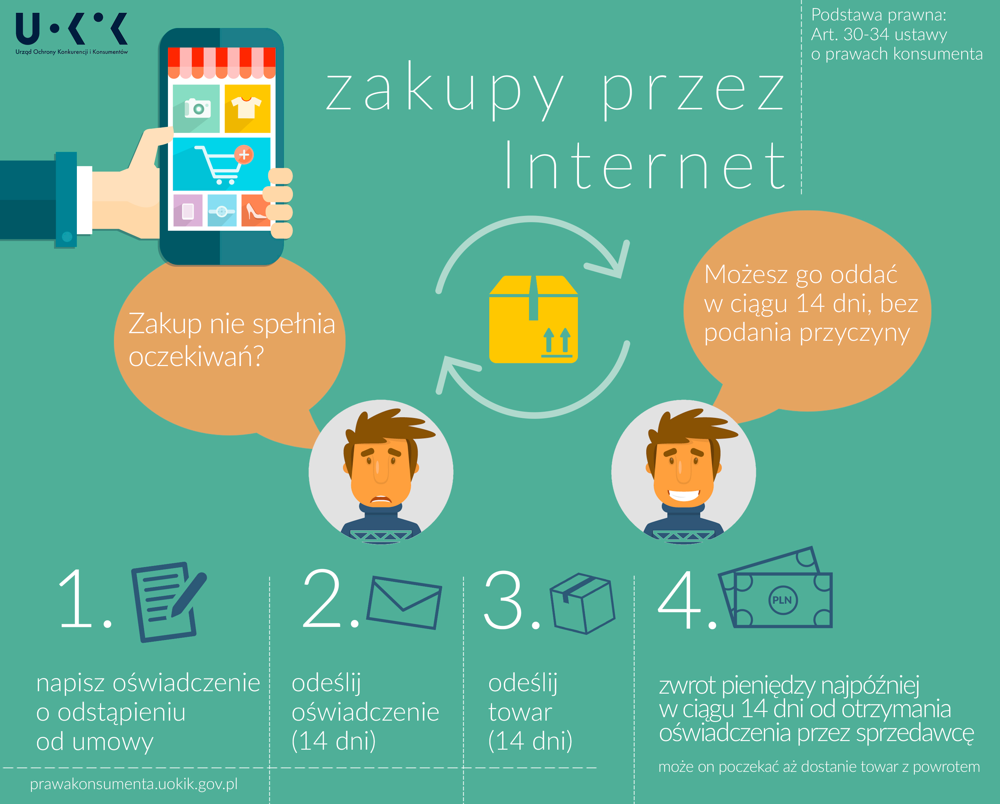 UOKiK
Urząd Ochrony Konkurencji i Konsumentów
Podstawa prawna:
Art. 30-34 ustawy
o prawach konsumenta
zakupy przez
Internet
Zakup nie spełnia
oczekiwań?
Możesz go oddać
w ciągu 14 dni, bez
podania przyczyny
1.
napisz oświadczenie
o odstąpieniu
od umowy
2.
odeślij
oświadczenie
(14 dni)
3.
odeślij
towar
(14 dni)
4.
PLN
zwrot pieniędzy najpóźniej
w ciągu 14 dni od otrzymania
oświadczenia przez sprzedawcę
może on poczekać aż dostanie towar z powrotem
prawakonsumenta.uokik.gov.pl